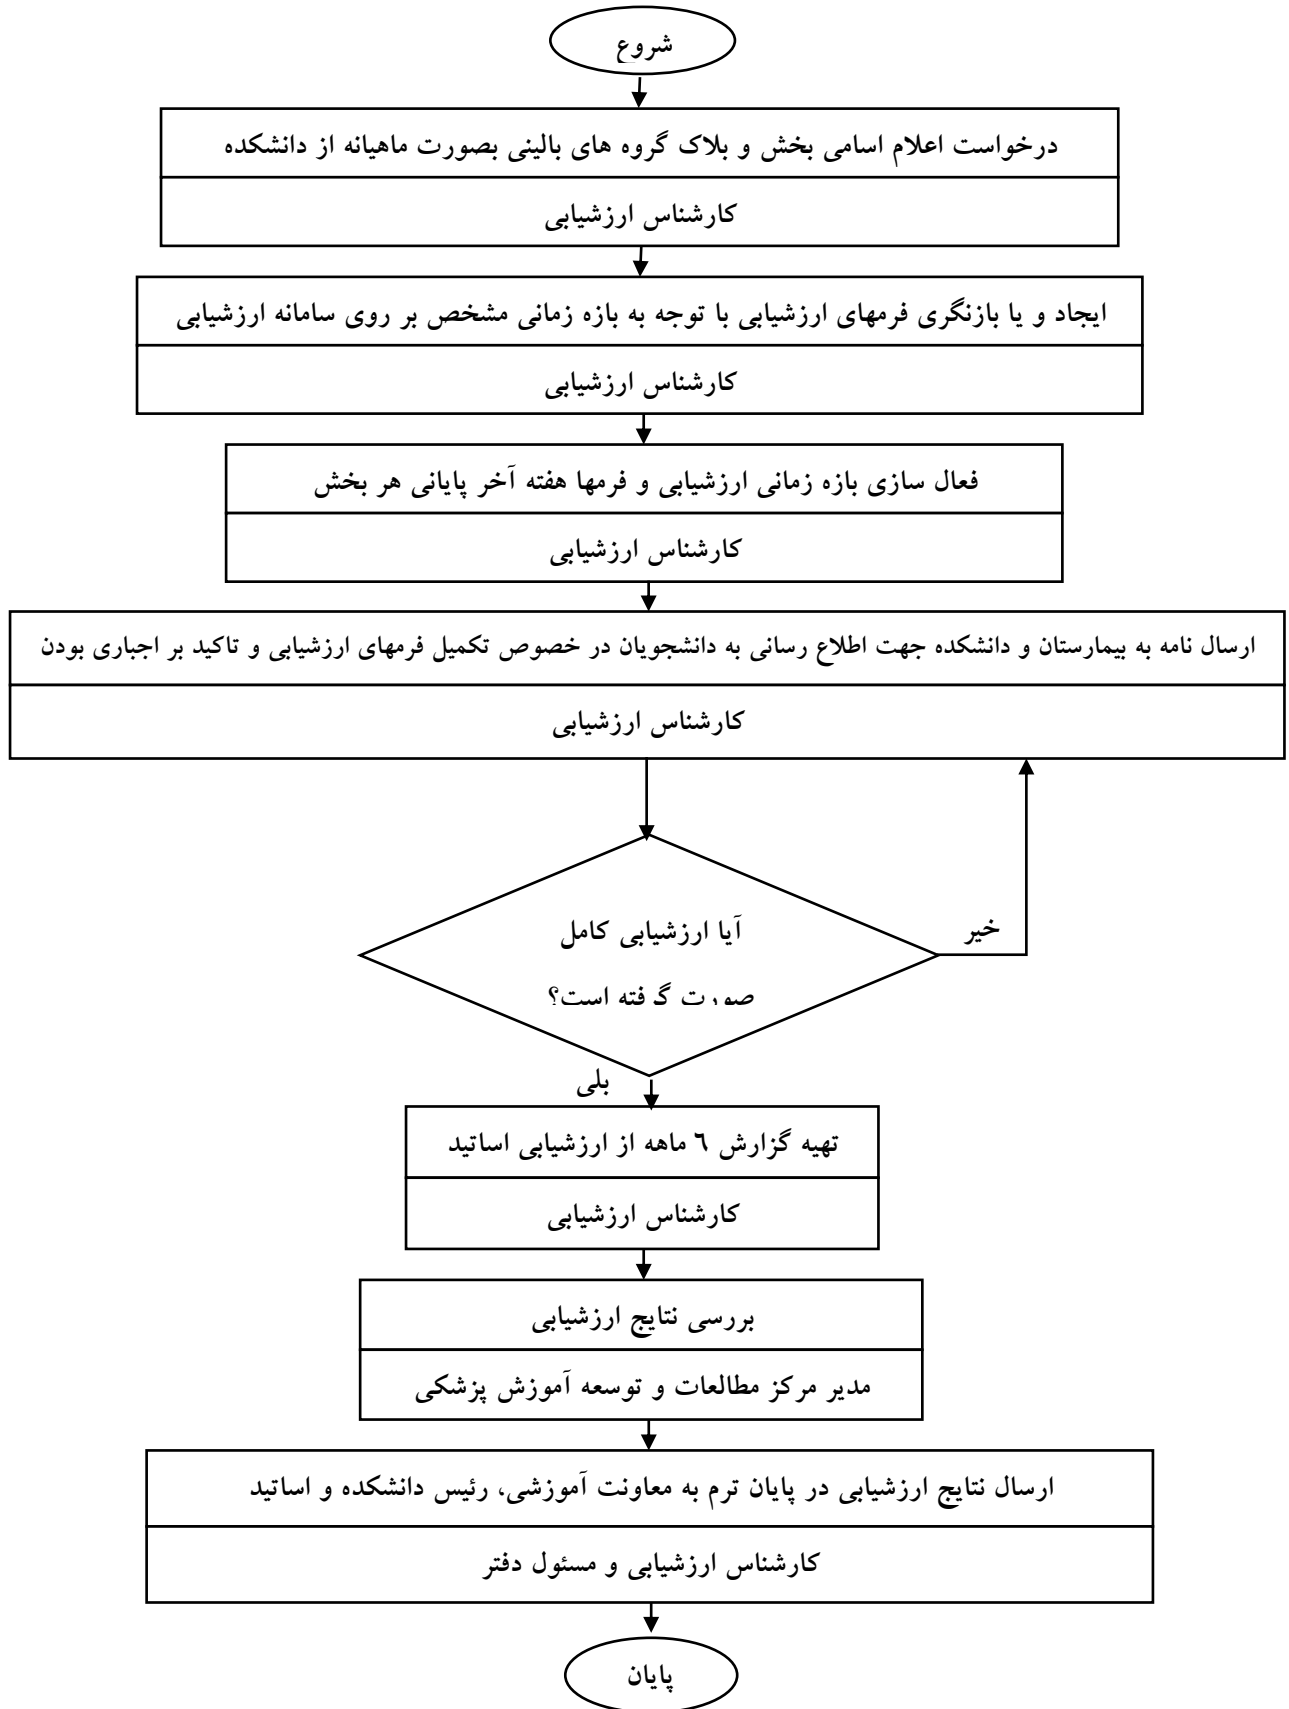 شروع
درخواست اعلام اسامی بخش و بلاک گروه های بالینی بصورت ماهیانه از دانشکده
کارشناس ارزشیابی
ایجاد و یا بازنگری فرمهای ارزشیابی با توجه به بازه زمانی مشخص بر روی سامانه ارزشیابی
کارشناس ارزشیابی
فعال سازی بازه زمانی ارزشیابی و فرمها هفته آخر پایانی هر بخش
کارشناس ارزشیابی
ارسال نامه به بیمارستان و دانشکده جهت اطلاع رسانی به دانشجویان در خصوص تکمیل فرمهای ارزشیابی و تاکید بر اجباری بودن
کارشناس ارزشیابی
آیا ارزشیابی کامل
صورت گرفته است؟
خیر
بلی
تهیه گزارش ٦ ماهه از ارزشیابی اساتید
کارشناس ارزشیابی
بررسی نتایج ارزشیابی
مدیر مرکز مطالعات و توسعه آموزش پزشکی
ارسال نتایج ارزشیابی در پایان ترم به معاونت آموزشی، رئیس دانشکده و اساتید
کارشناس ارزشیابی و مسئول دفتر
پایان